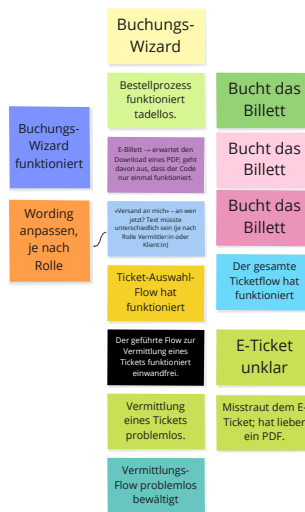 Buchungs-
Wizard
Bestellprozess
funktioniert
tadellos.
Bucht das
Billett
Buchungs-
Wizard
funktioniert
E-Billett → erwartet den
Download eines PDF; geht
davon aus, dass der Code
nur einmal funktioniert.
Bucht das
Billett
Wording
anpassen,
je nach
Rolle
«Versand an mich» – an wen
jetzt? Text müsste
unterschiedlich sein (je nach
Rolle Vermittler:in oder
Klient:in)
Bucht das
Billett
Ticket-Auswahl-
Flow hat
funktioniert
Der gesamte
Ticketflow hat
funktioniert
Der geführte Flow zur
Vermittlung eines
Tickets funktioniert
einwandfrei.
E-Ticket
unklar
Vermittlung
eines Tickets
problemlos.
Misstraut dem E-
Ticket; hat lieber
ein PDF.
Vermittlungs-
Flow problemlos
bewältigt